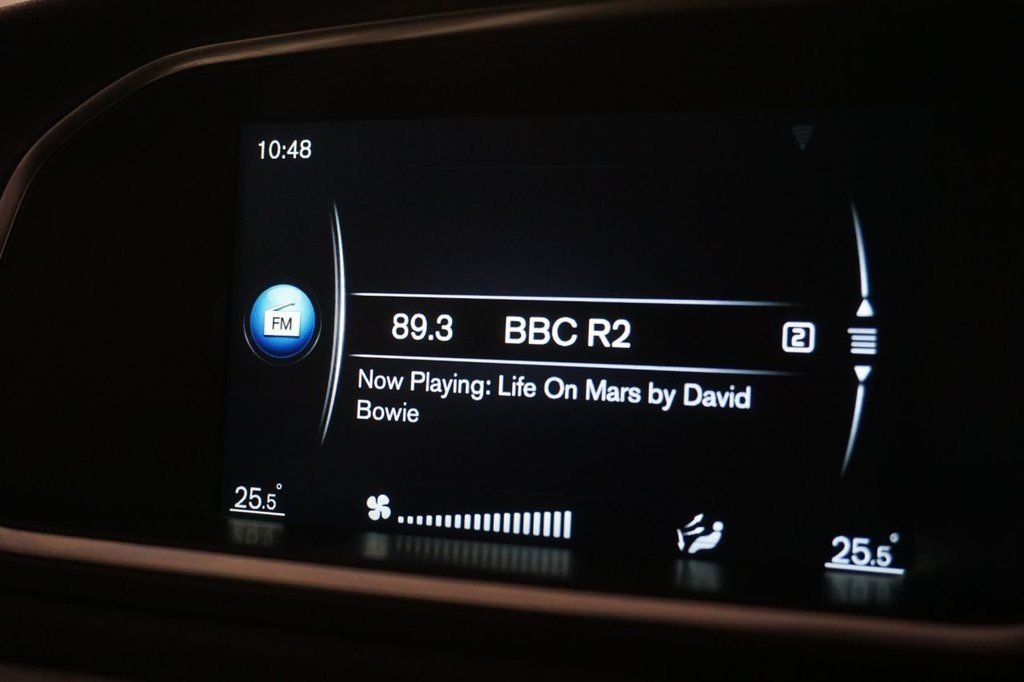 10:48
FM
89.3 BBC R2 2
Now Playing: Life On Mars by David
Bowie
25.5° 25.5°